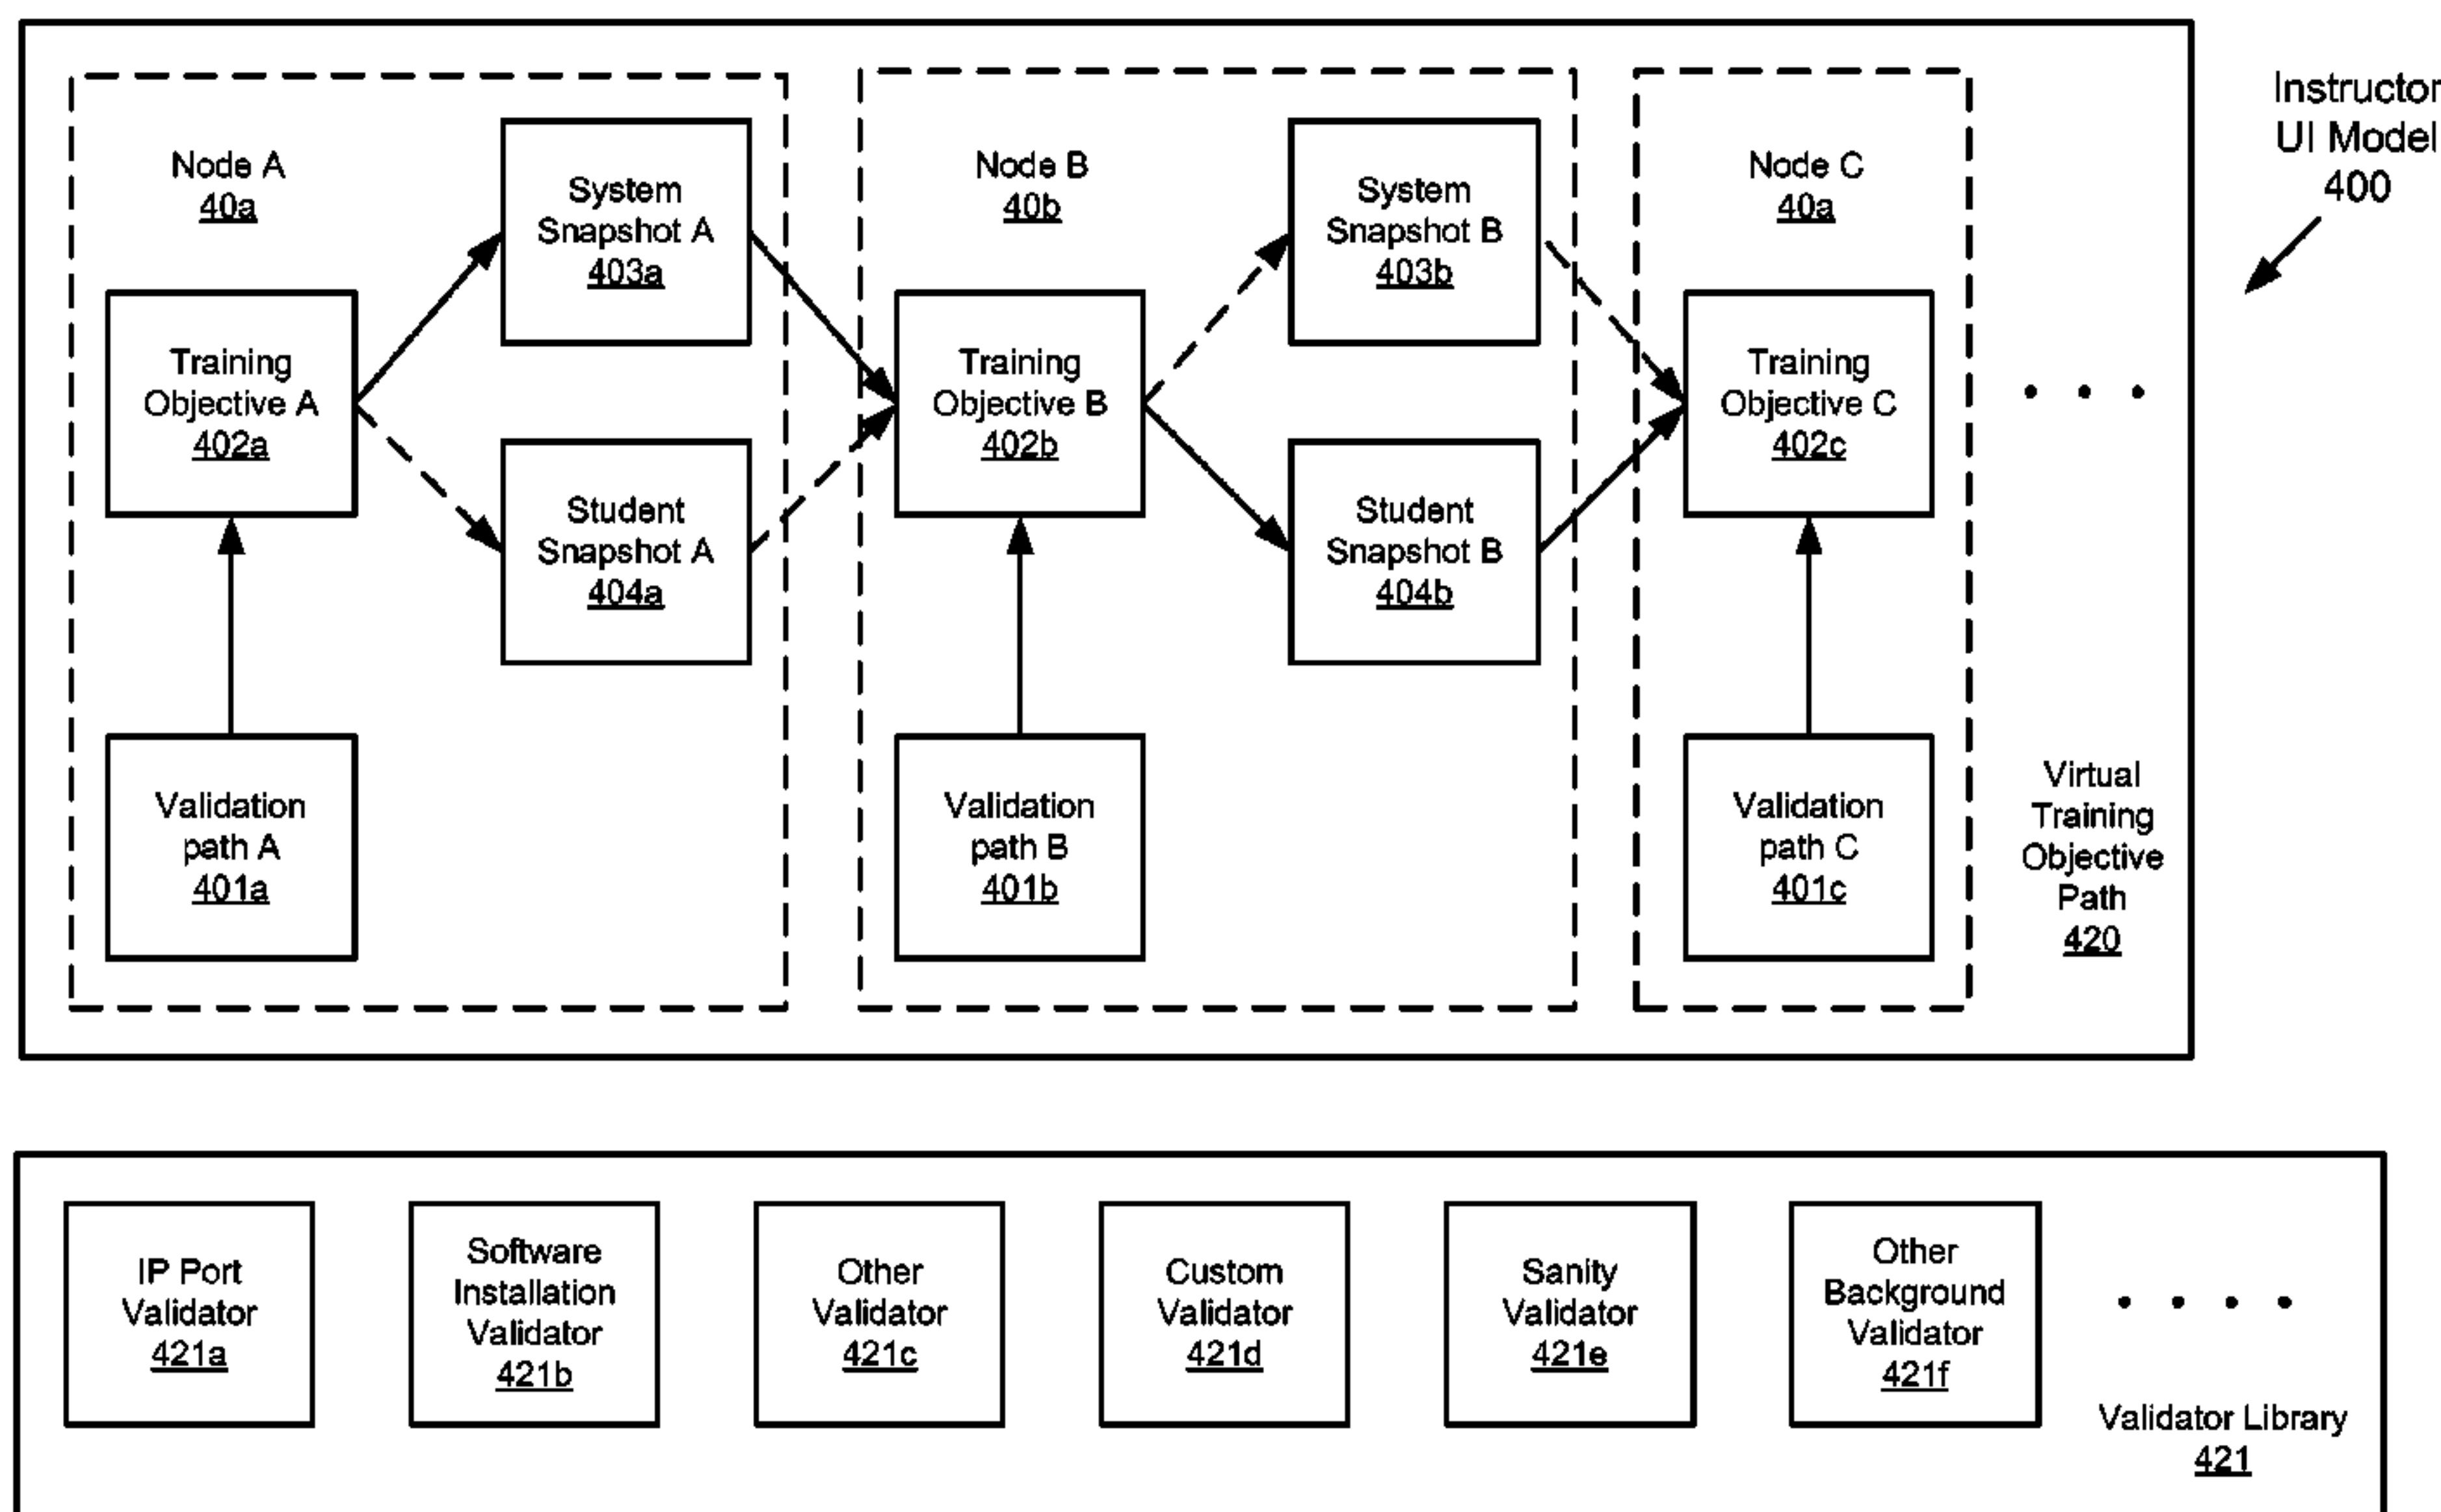 Instructor
UI Model
400
Node A
40a
System
Snapshot A
403a
Training
Objective A
402a
Student
Snapshot A
404a
Validation
path A
401a
Node B
40b
System
Snapshot B
403b
Training
Objective B
402b
Student
Snapshot B
404b
Validation
path B
401b
Node C
40a
Training
Objective C
402c
Validation
path C
401c
Virtual
Training
Objective
Path
420
IP Port
Validator
421a
Software
Installation
Validator
421b
Other
Validator
421c
Custom
Validator
421d
Sanity
Validator
421e
Other
Background
Validator
421f
Validator Library
421